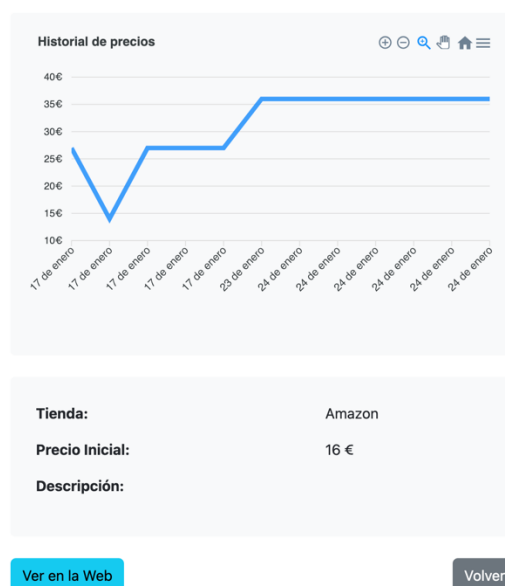 Historial de precios
40€
35€
30€
25€
20€
15€
10€
17 de enero
17 de enero
17 de enero
17 de enero
17 de enero
23 de enero
24 de enero
24 de enero
24 de enero
24 de enero
24 de enero
24 de enero
Tienda: Amazon
Precio Inicial: 16 €
Descripción:
Ver en la Web Volver